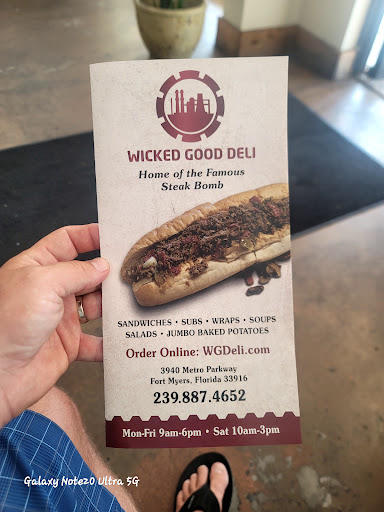 WICKED GOOD DELI
Home of the Famous
Steak Bomb
SANDWICHES • SUBS • WRAPS • SOUPS
SALADS • JUMBO BAKED POTATOES
Order Online: WGDeli.com
3940 Metro Parkway
Fort Myers, Florida 33916
239.887.4652
Mon-Fri 9am-6pm • Sat 10am-3pm
Galaxy Note20 Ultra 5G